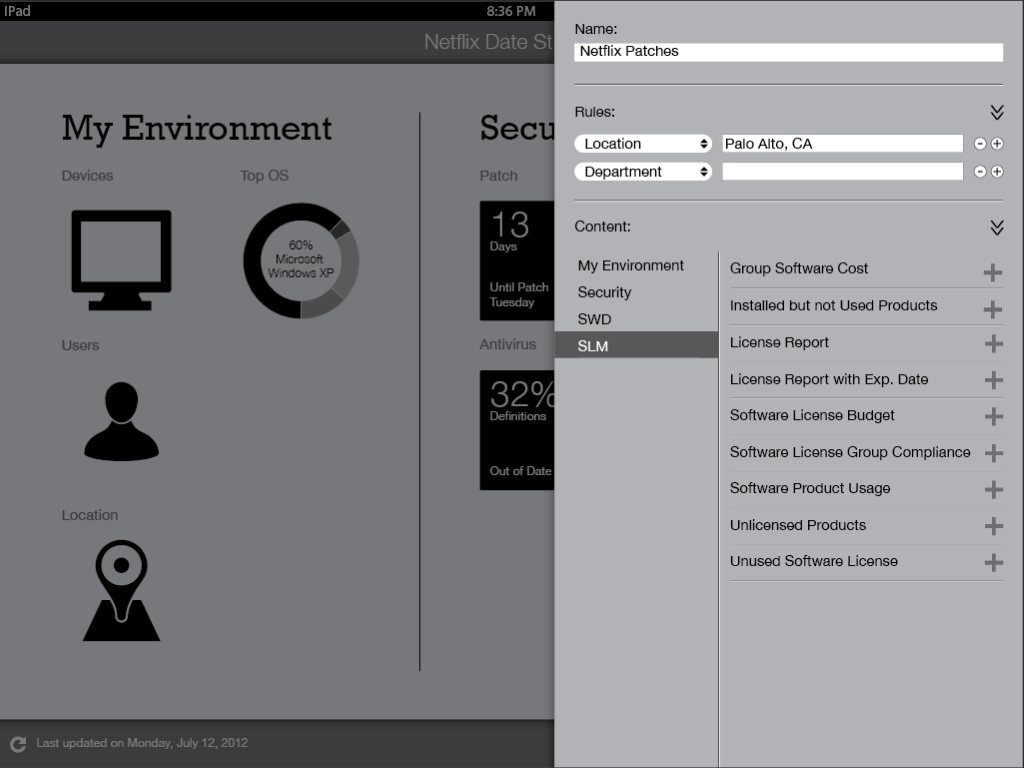 iPad
8:36 PM
Netflix Date St
My Environment
Devices
Top OS
60%
Microsoft
Windows XP
Users
Location
Secu
Patch
13
Days
Until Patch
Tuesday
Antivirus
32%
Definitions
Out of Date
Last updated on Monday, July 12, 2012
Name:
Netflix Patches
Rules:
Location
Palo Alto, CA
Department
Content:
My Environment
Security
SWD
SLM
Group Software Cost
Installed but not Used Products
License Report
License Report with Exp. Date
Software License Budget
Software License Group Compliance
Software Product Usage
Unlicensed Products
Unused Software License